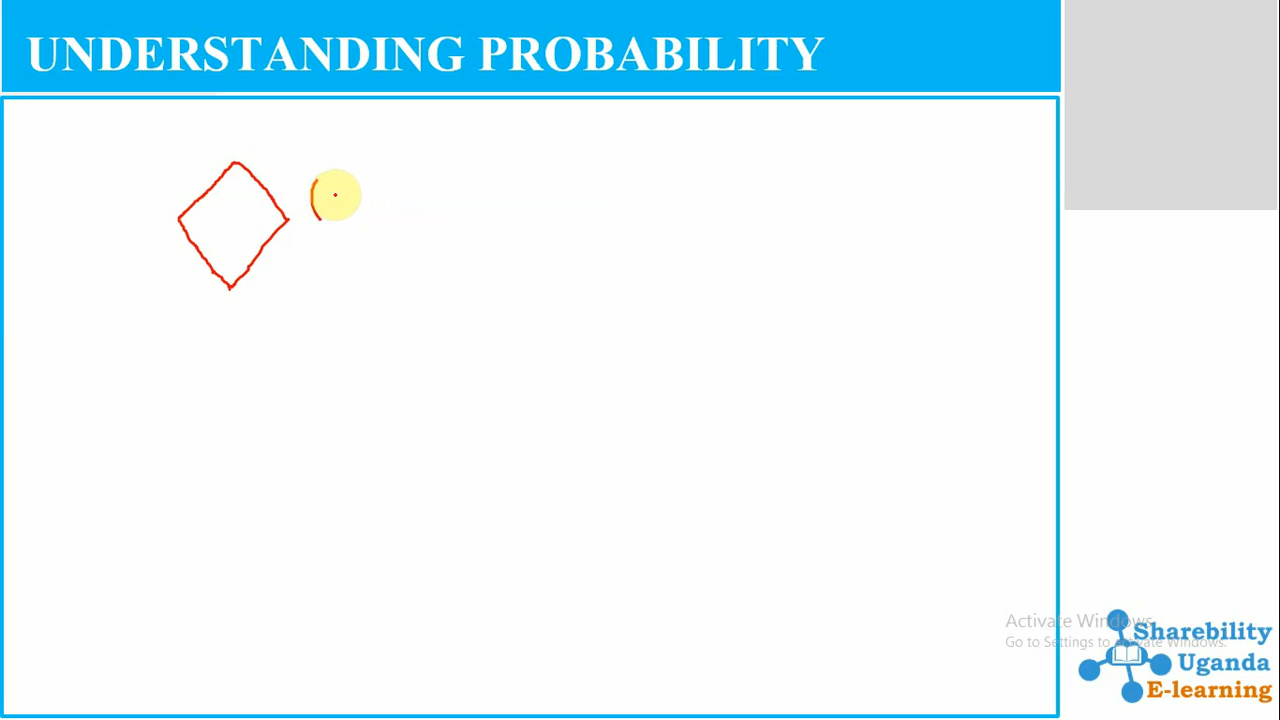 UNDERSTANDING PROBABILITY
Activate Windows
Go to Settings to activate Windows.
Sharebility
Uganda
E-learning